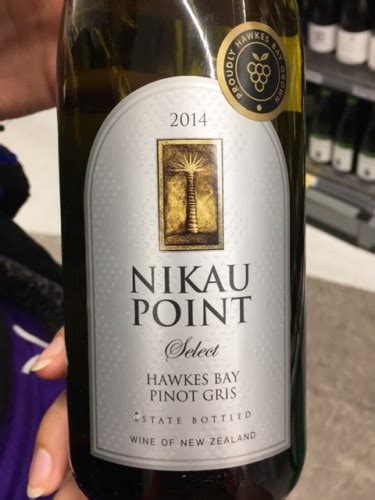 PROUDLY HAWKES BAY GROWN
2014
NIKAU
POINT
Select
HAWKES BAY
PINOT GRIS
ESTATE BOTTLED
WINE OF NEW ZEALAND